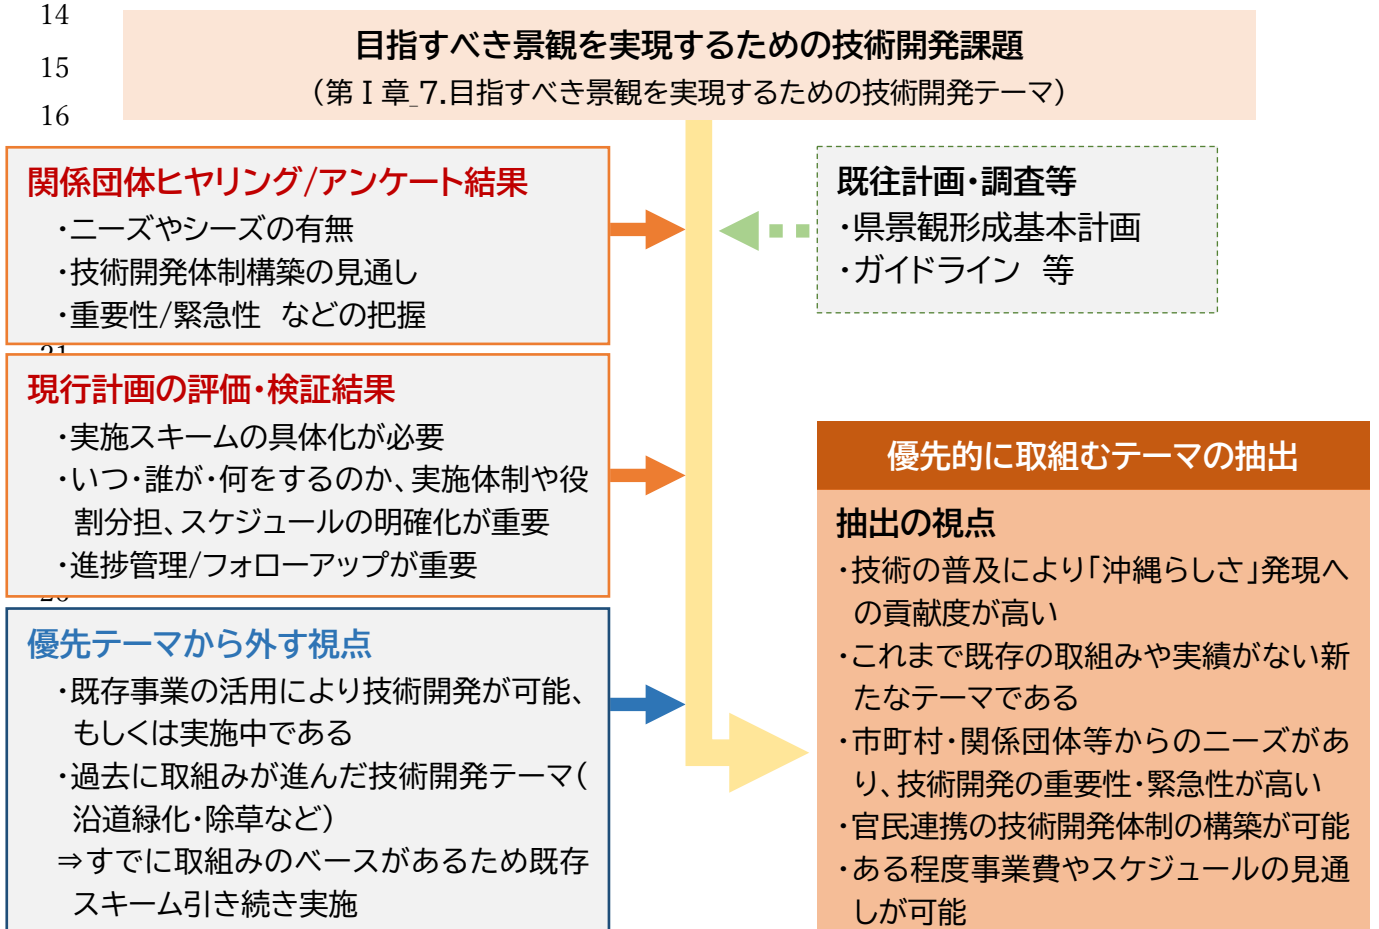 14
目指すべき景観を実現するための技術開発課題
15
（第Ⅰ章_7.目指すべき景観を実現するための技術開発テーマ）
16
関係団体ヒヤリング/アンケート結果
・ニーズやシーズの有無
・技術開発体制構築の見通し
・重要性/緊急性　などの把握
既往計画・調査等
・県景観形成基本計画
・ガイドライン　等
現行計画の評価・検証結果
・実施スキームの具体化が必要
・いつ・誰が・何をするのか、実施体制や役
割分担、スケジュールの明確化が重要
・進捗管理/フォローアップが重要
優先テーマから外す視点
・既存事業の活用により技術開発が可能、
もしくは実施中である
・過去に取組みが進んだ技術開発テーマ（
沿道緑化・除草など）
⇒すでに取組みのベースがあるため既存
スキーム引き続き実施
優先的に取組むテーマの抽出
抽出の視点
・技術の普及により「沖縄らしさ」発現へ
の貢献度が高い
・これまで既存の取組みや実績がない新
たなテーマである
・市町村・関係団体等からのニーズがあ
り、技術開発の重要性・緊急性が高い
・官民連携の技術開発体制の構築が可能
・ある程度事業費やスケジュールの見通
しが可能